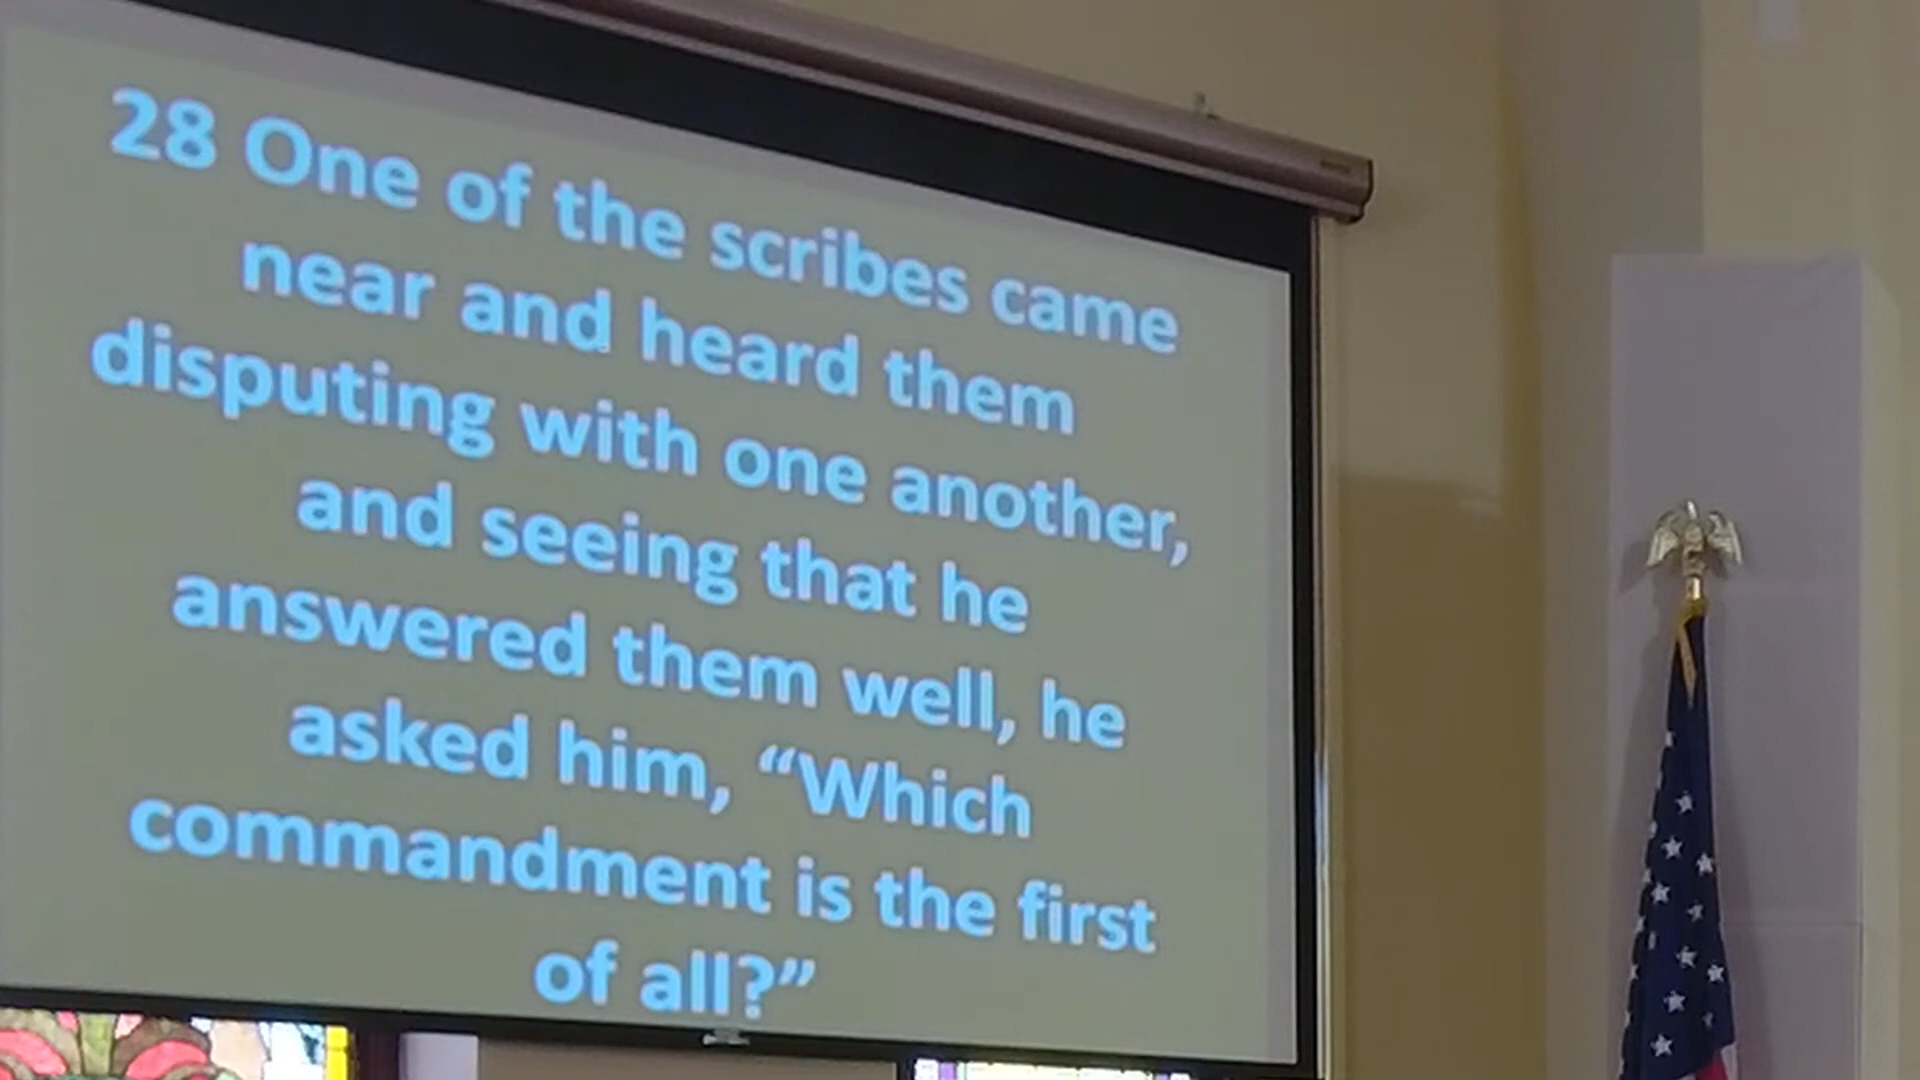 28 One of the scribes came
near and heard them
disputing with one another,
and seeing that he
answered them well, he
asked him, “Which
commandment is the first
of all?”